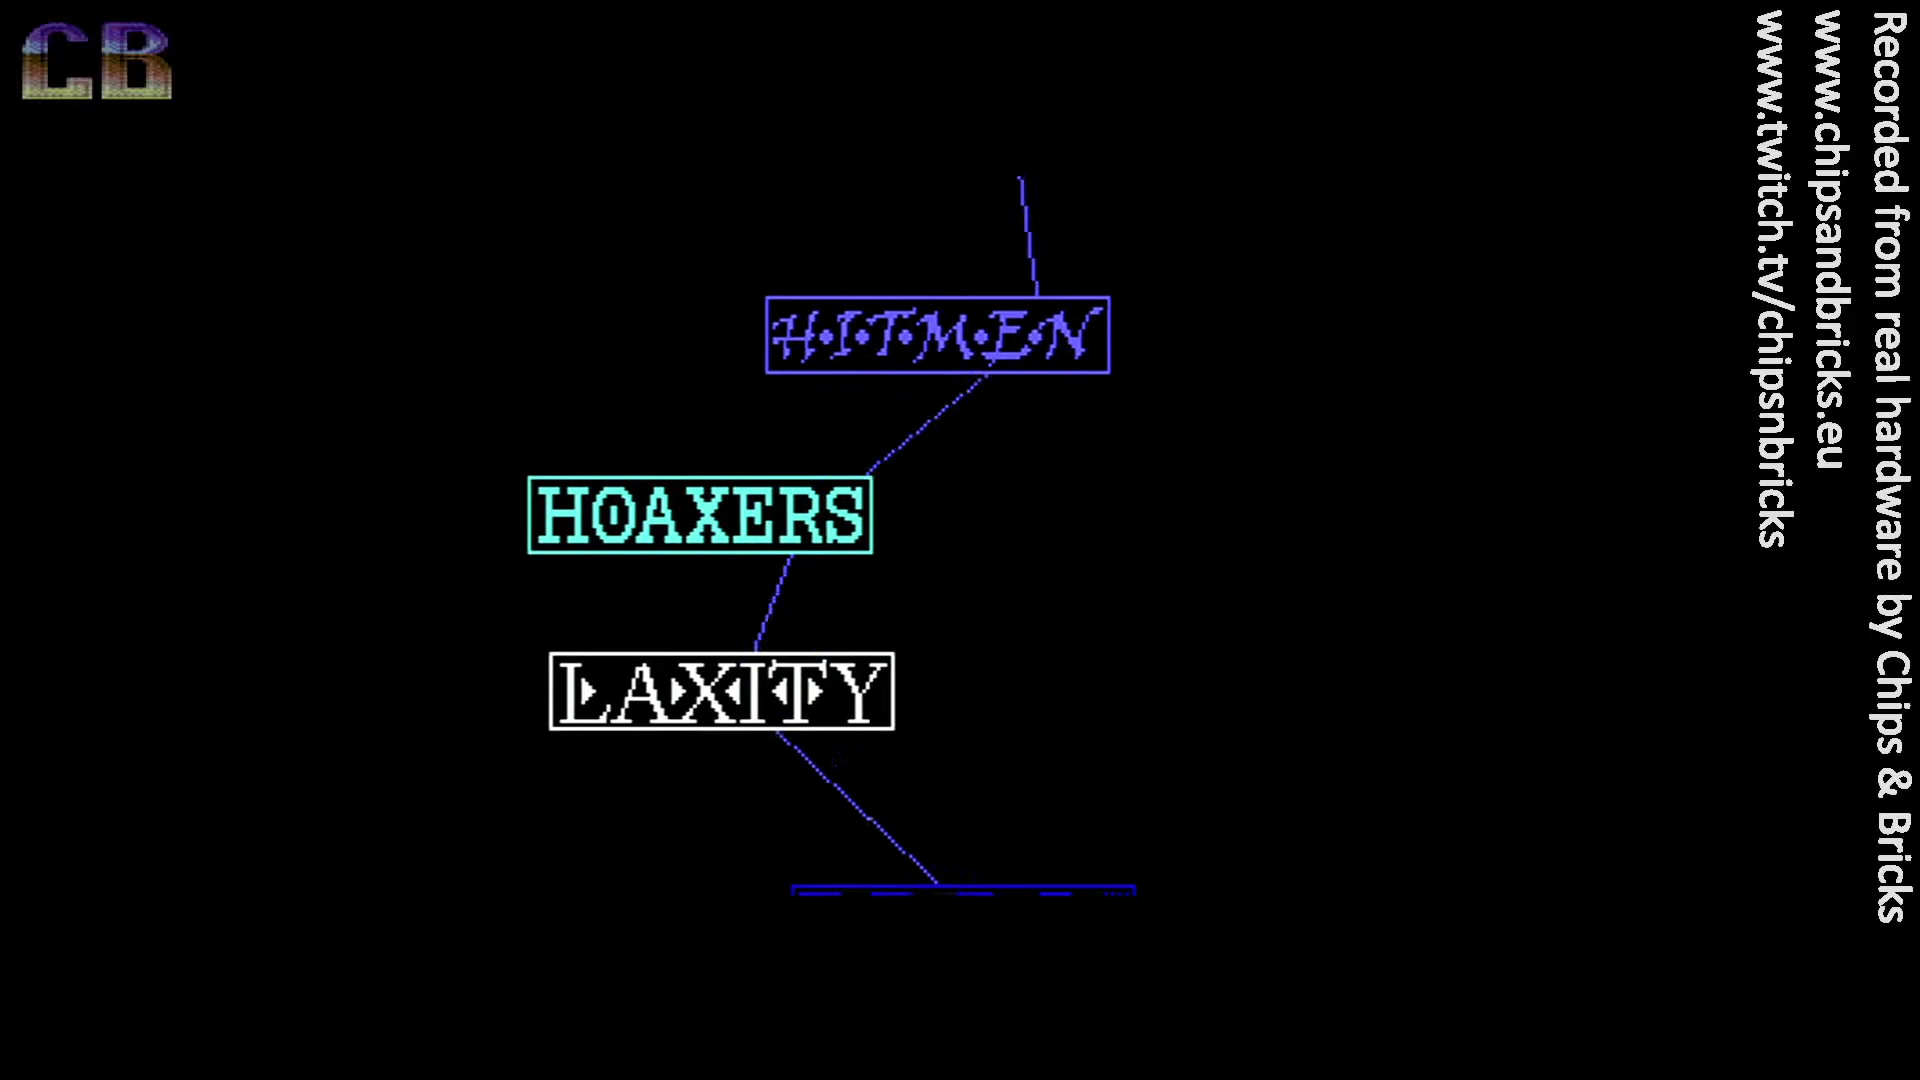 CB
H·I·T·M·E·N
HOAXERS
LAXITY
Recorded from real hardware by Chips & Bricks
www.chipsandbricks.eu
www.twitch.tv/chipsnbricks